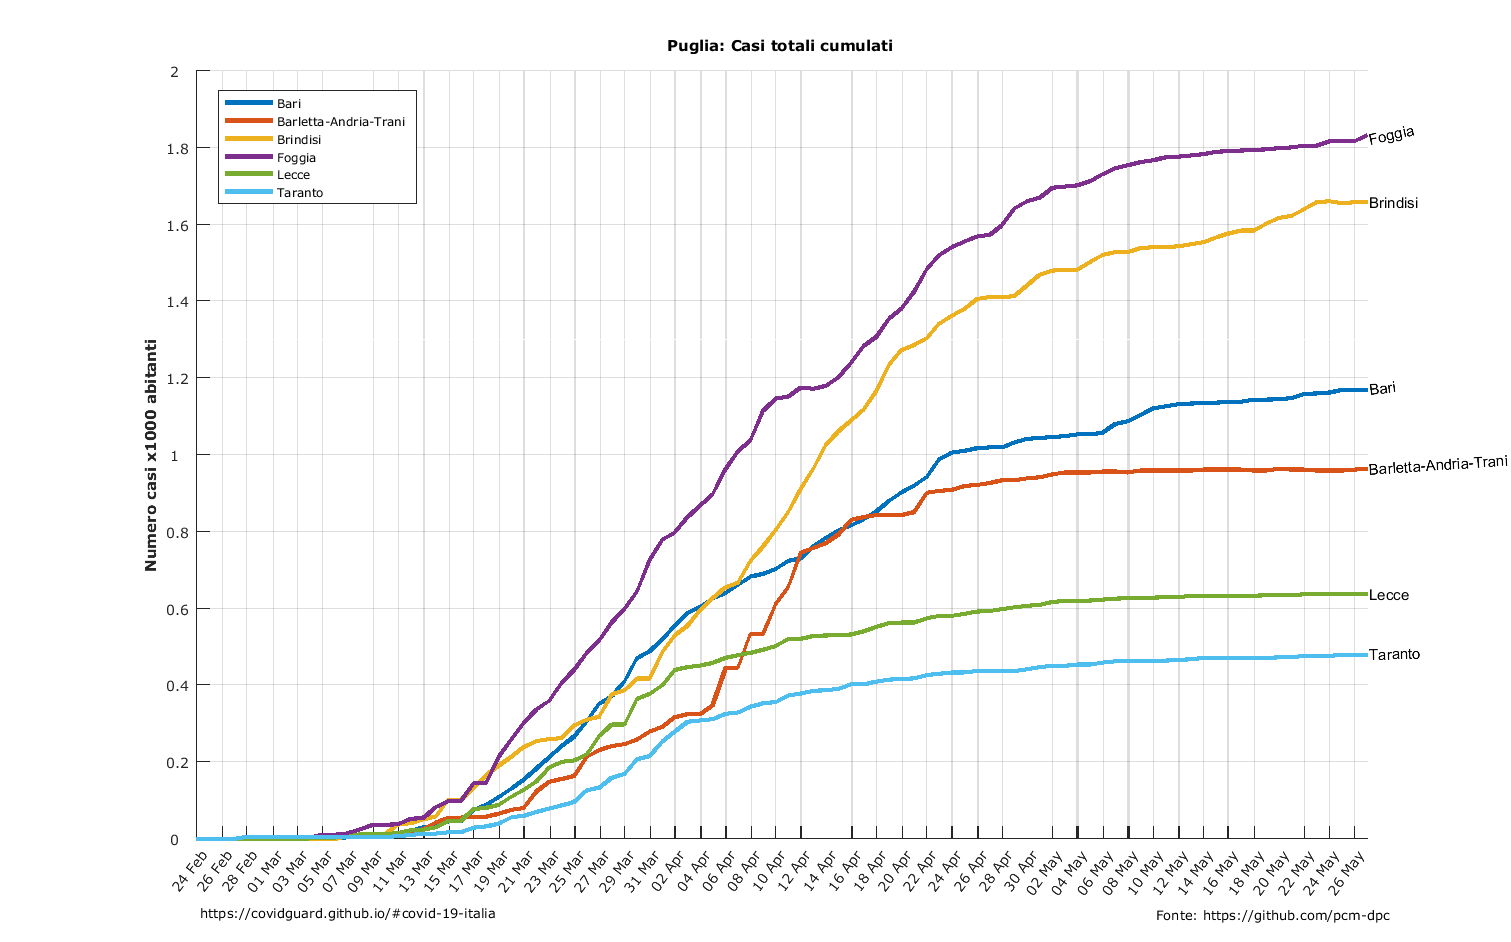 Puglia: Casi totali cumulati
Numero casi x1000 abitanti
2
1.8
1.6
1.4
1.2
1
0.8
0.6
0.4
0.2
0
Bari
Barletta-Andria-Trani
Brindisi
Foggia
Lecce
Taranto
Foggia
Brindisi
Bari
Barletta-Andria-Trani
Lecce
Taranto
24 Feb
26 Feb
28 Feb
01 Mar
03 Mar
05 Mar
07 Mar
09 Mar
11 Mar
13 Mar
15 Mar
17 Mar
19 Mar
21 Mar
23 Mar
25 Mar
27 Mar
29 Mar
31 Mar
02 Apr
04 Apr
06 Apr
08 Apr
10 Apr
12 Apr
14 Apr
16 Apr
18 Apr
20 Apr
22 Apr
24 Apr
26 Apr
28 Apr
30 Apr
02 May
04 May
06 May
08 May
10 May
12 May
14 May
16 May
18 May
20 May
22 May
24 May
26 May
https://covidguard.github.io/#covid-19-italia
Fonte: https://github.com/pcm-dpc